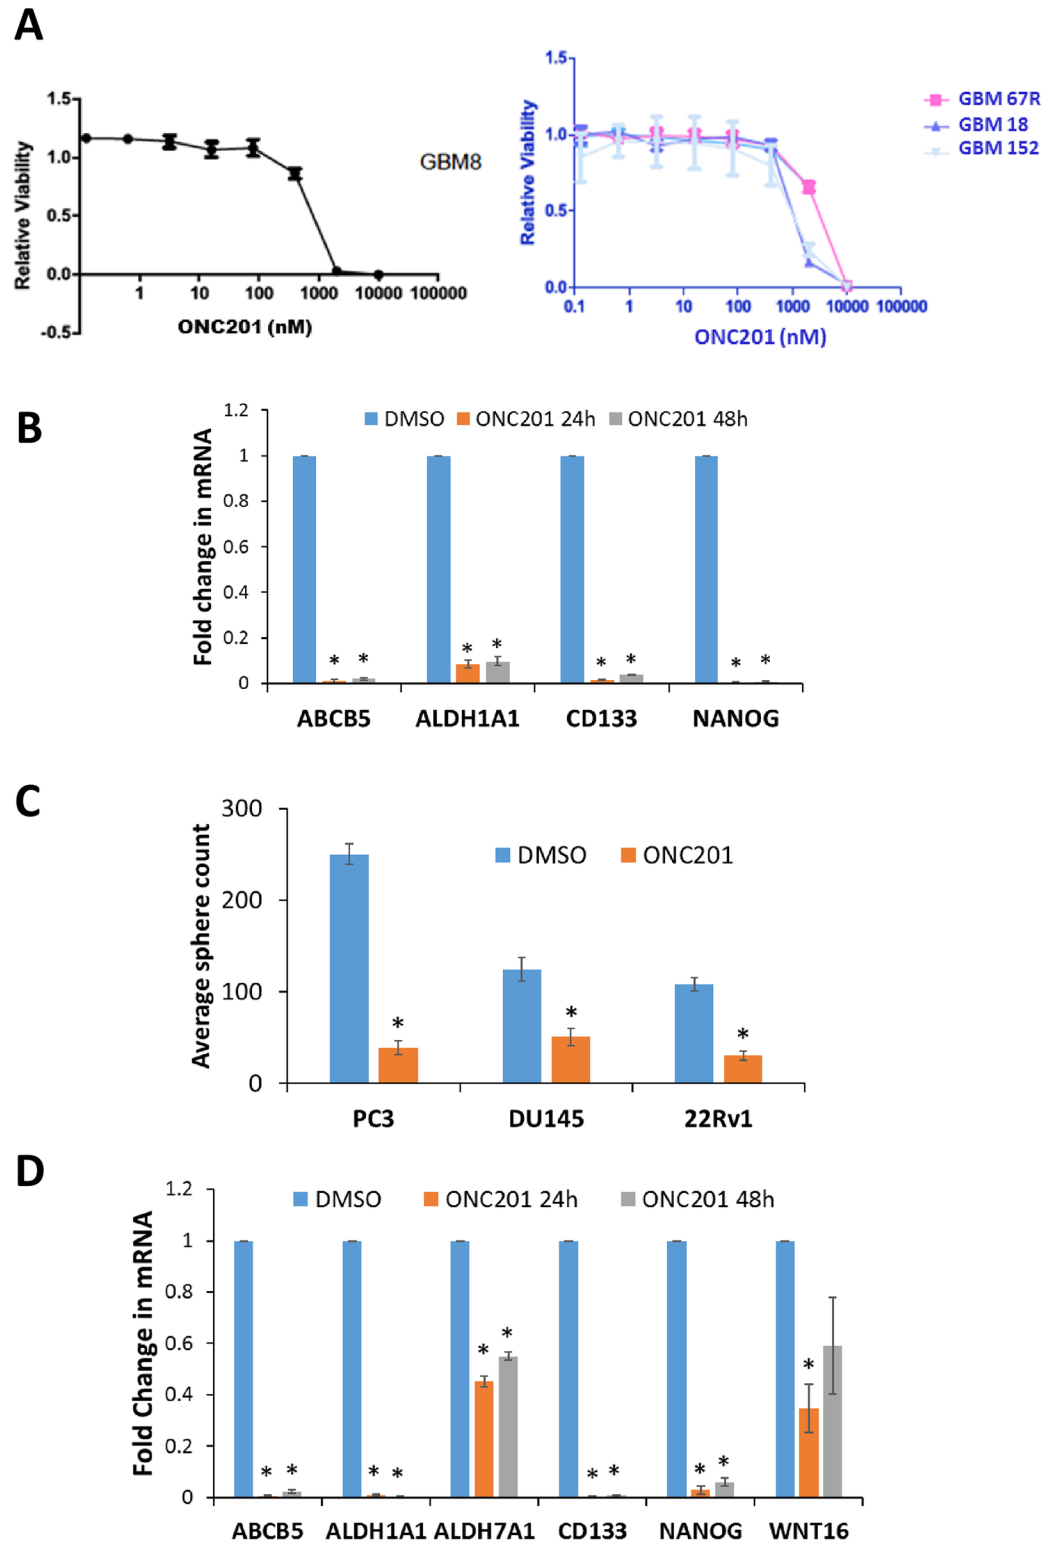 A
1.5
1.0
0.5
0.0
-0.5
Relative Viability
GBM8
1 10 100 1000 10000 100000
ONC201 (nM)
1.5
1.0
0.5
0.0
Relative Viability
GBM 67R
GBM 18
GBM 152
0.1 1 10 100 1000 10000 100000
ONC201 (nM)
B
1.2
1
0.8
0.6
0.4
0.2
0
Fold change in mRNA
DMSO ONC201 24h ONC201 48h
* * * * * * * *
ABCB5 ALDH1A1 CD133 NANOG
C
300
200
100
0
Average sphere count
DMSO ONC201
* * *
PC3 DU145 22Rv1
D
1.2
1
0.8
0.6
0.4
0.2
0
Fold Change in mRNA
DMSO ONC201 24h ONC201 48h
* * * * * * * * * * *
ABCB5 ALDH1A1 ALDH7A1 CD133 NANOG WNT16